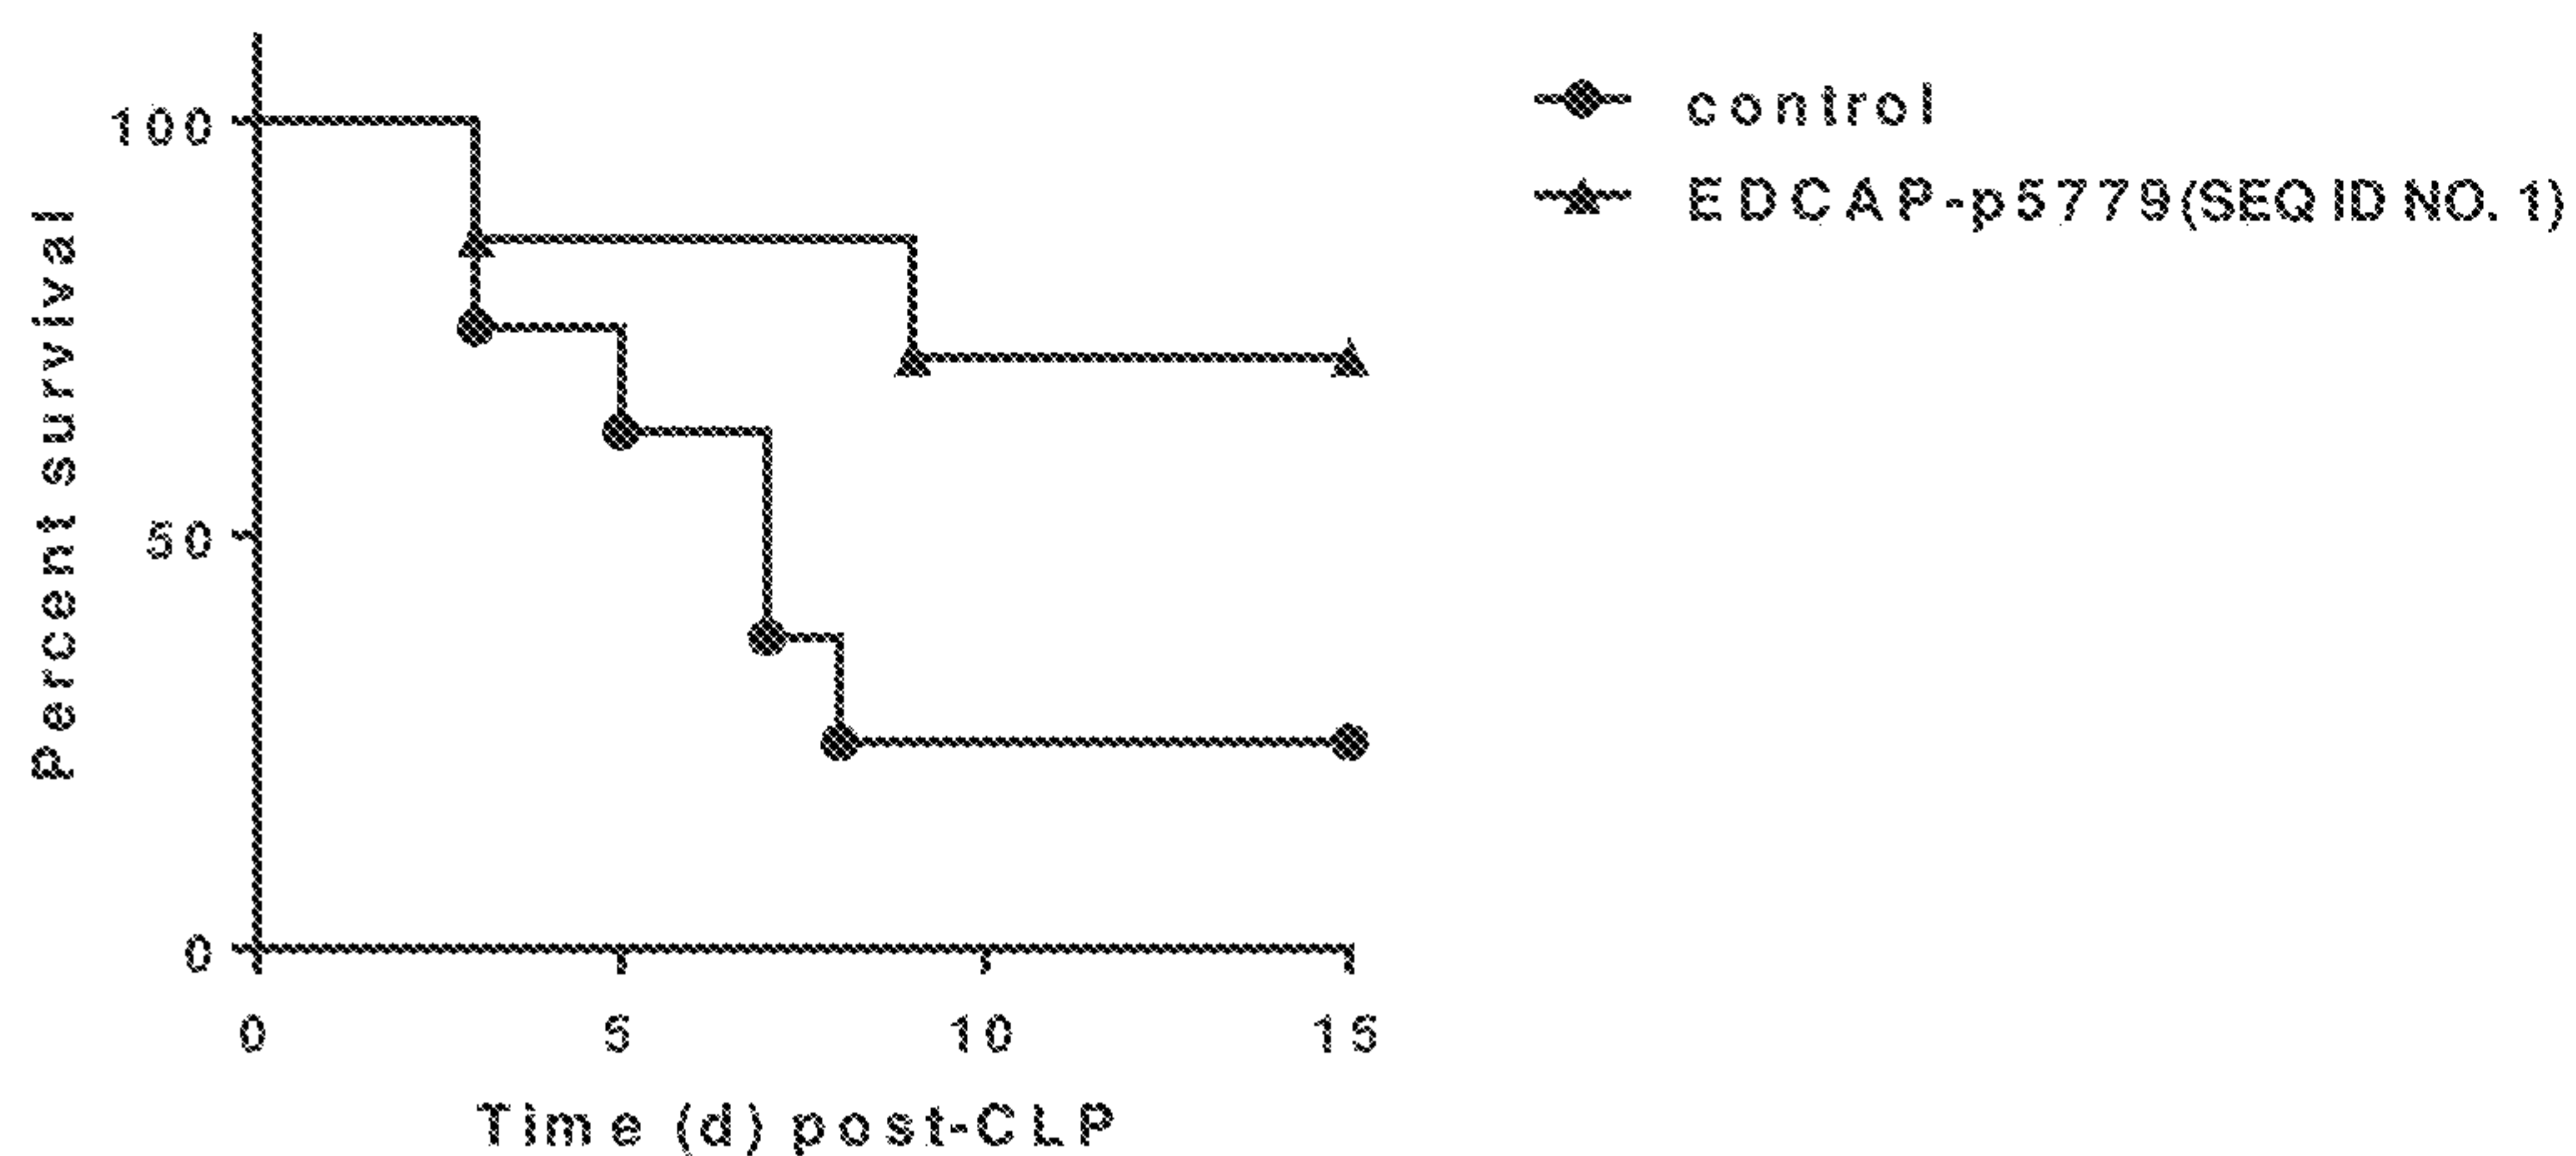 100
50
0
Percent survival
0 5 10 15
Time (d) post-CLP
control
EDCAP-p5779(SEQ ID NO. 1)